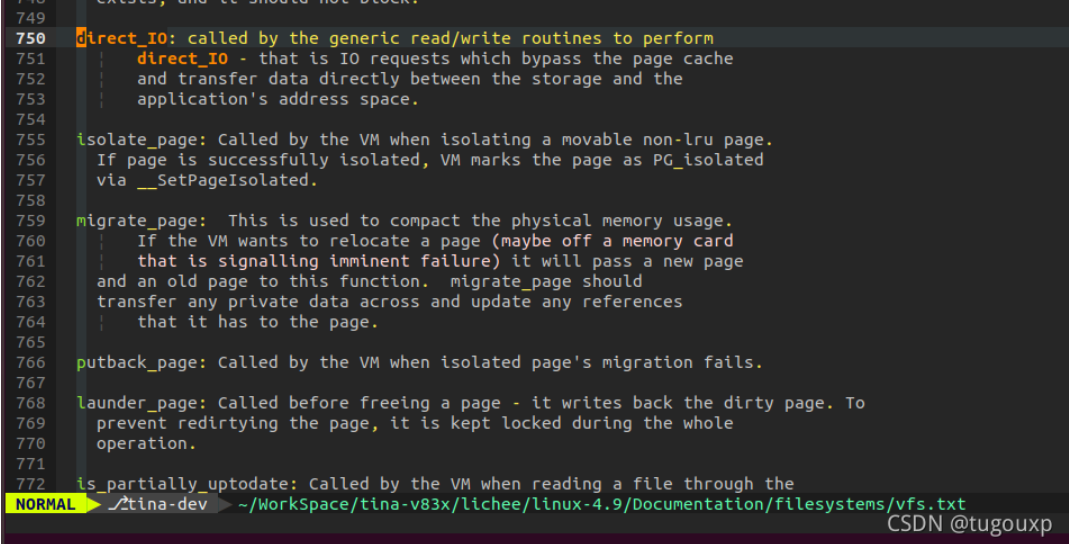 748 exists, and it should not block.
749
750 direct_IO: called by the generic read/write routines to perform
751 direct_IO - that is IO requests which bypass the page cache
752 and transfer data directly between the storage and the
753 application's address space.
754
755 isolate_page: Called by the VM when isolating a movable non-lru page.
756 If page is successfully isolated, VM marks the page as PG_isolated
757 via __SetPageIsolated.
758
759 migrate_page:  This is used to compact the physical memory usage.
760 If the VM wants to relocate a page (maybe off a memory card
761 that is signalling imminent failure) it will pass a new page
762 and an old page to this function.  migrate_page should
763 transfer any private data across and update any references
764 that it has to the page.
765
766 putback_page: Called by the VM when isolated page's migration fails.
767
768 launder_page: Called before freeing a page - it writes back the dirty page. To
769 prevent redirtying the page, it is kept locked during the whole
770 operation.
771
772 is_partially_uptodate: Called by the VM when reading a file through the
NORMAL tina-dev ~/WorkSpace/tina-v83x/lichee/linux-4.9/Documentation/filesystems/vfs.txt
CSDN @tugouxp